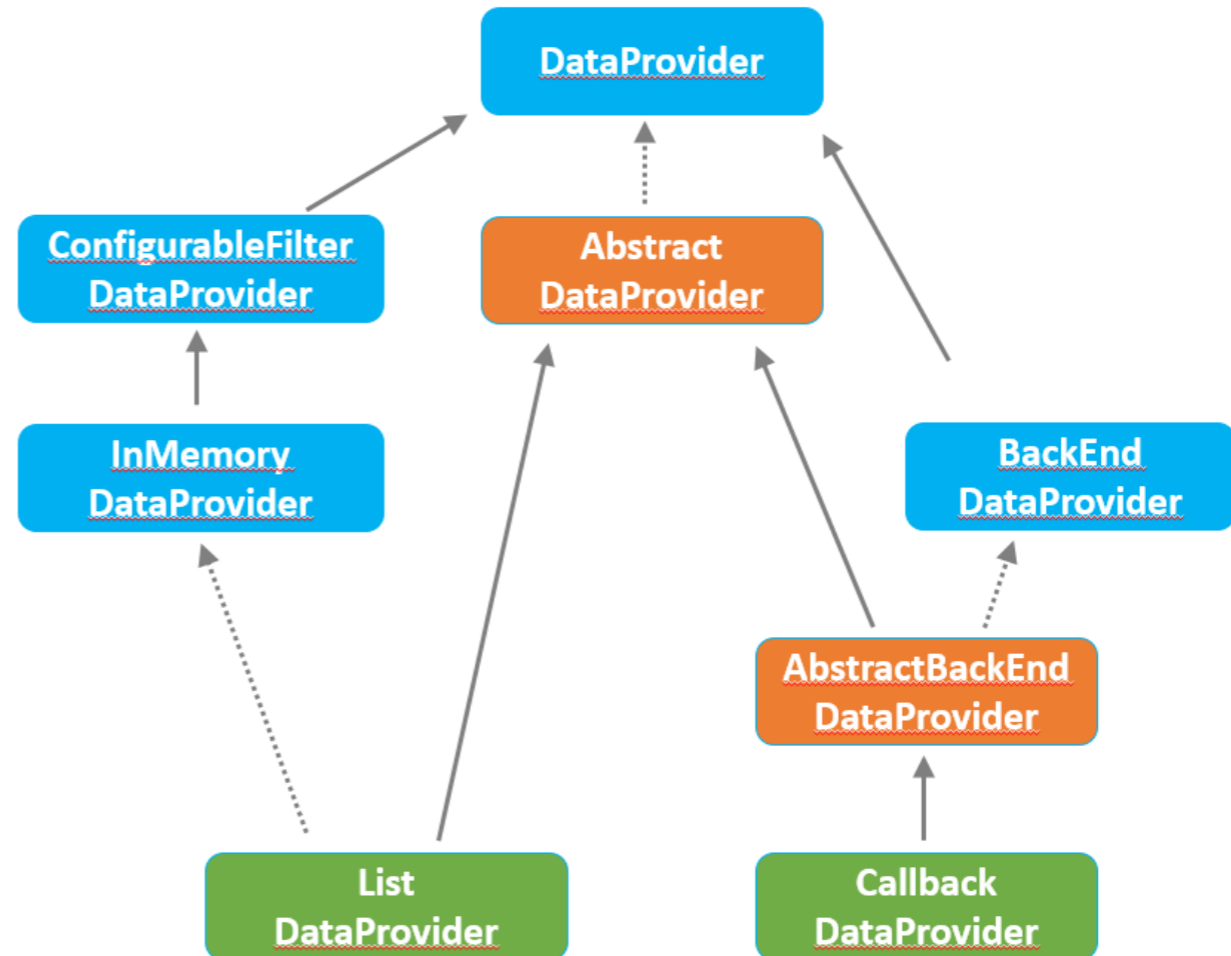 DataProvider
ConfigurableFilter
DataProvider
Abstract
DataProvider
InMemory
DataProvider
BackEnd
DataProvider
AbstractBackEnd
DataProvider
List
DataProvider
Callback
DataProvider